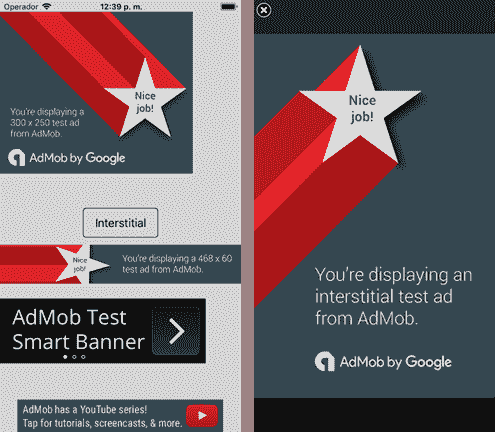 Operador 12:39 p. m.
Nice
job!
You're displaying a
300 x 250 test ad
from AdMob.
AdMob by Google
Interstitial
Nice
job!
You're displaying a 468 x 60
test ad from AdMob.
AdMob Test
Smart Banner
AdMob has a YouTube series!
Tap for tutorials, screencasts, & more.
Nice
job!
You're displaying an
interstitial test ad
from AdMob.
AdMob by Google